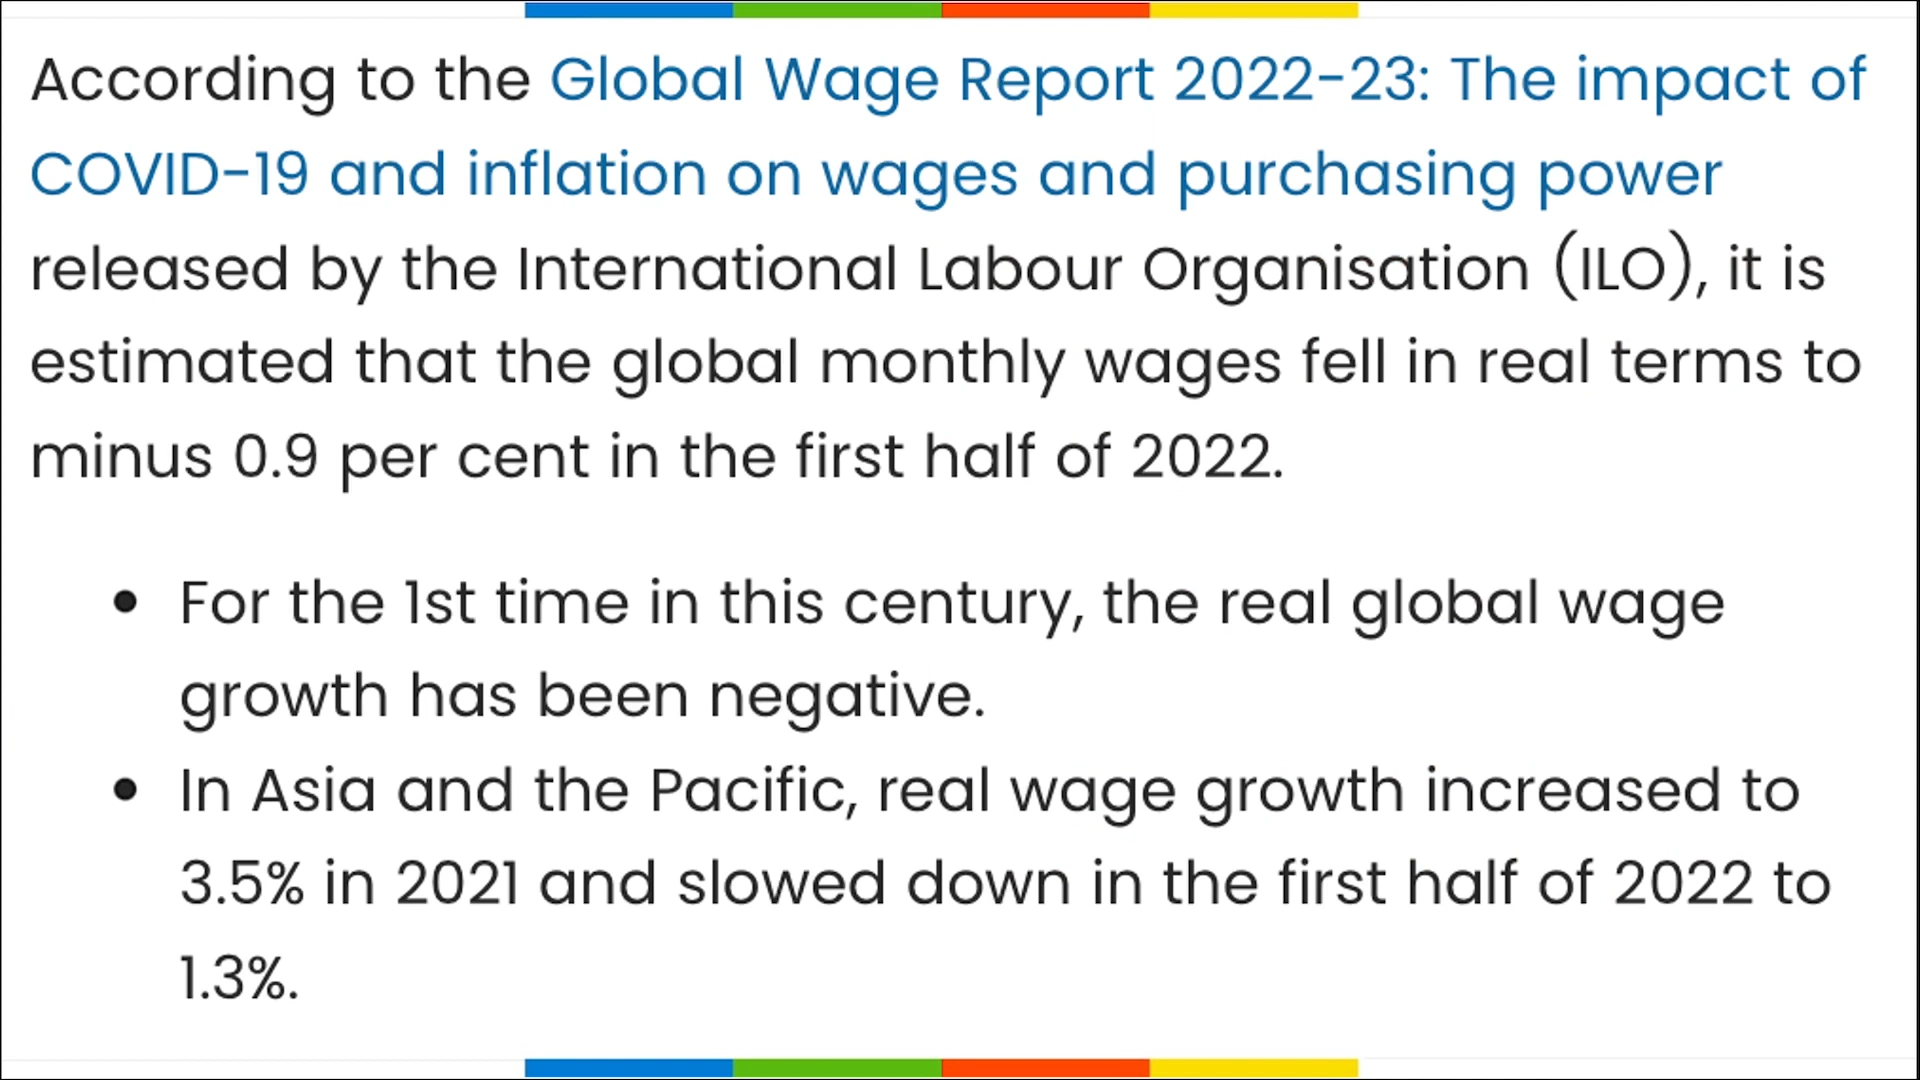 According to the Global Wage Report 2022-23: The impact of
COVID-19 and inflation on wages and purchasing power
released by the International Labour Organisation (ILO), it is
estimated that the global monthly wages fell in real terms to
minus 0.9 per cent in the first half of 2022.
• For the 1st time in this century, the real global wage
growth has been negative.
• In Asia and the Pacific, real wage growth increased to
3.5% in 2021 and slowed down in the first half of 2022 to
1.3%.